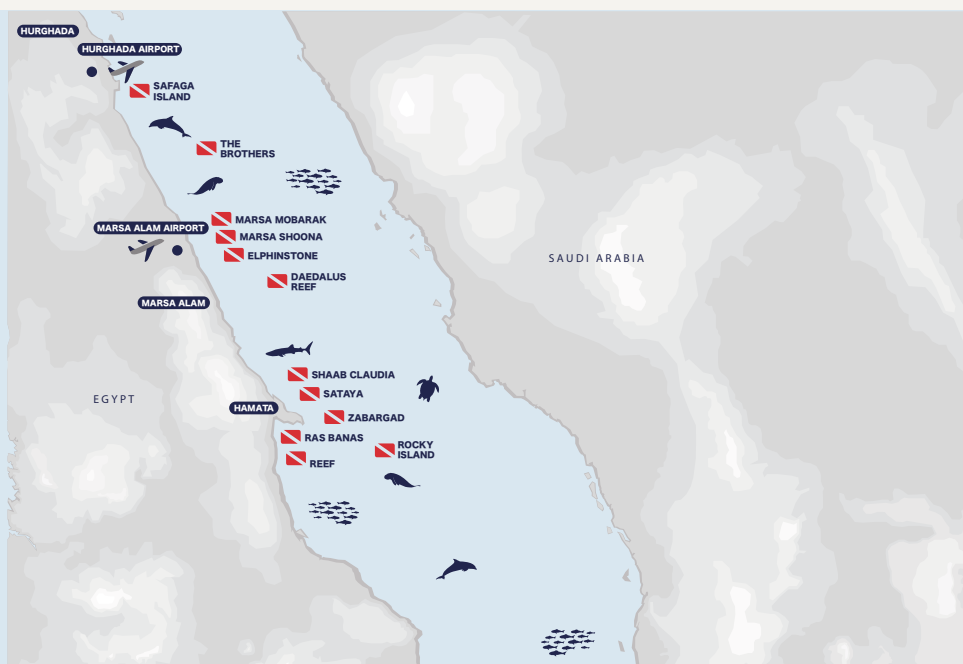 HURGHADA
HURGHADA AIRPORT
SAFAGA
ISLAND
THE
BROTHERS
MARSA MOBARAK
MARSA ALAM AIRPORT
MARSA SHOONA
ELPHINSTONE
SAUDI ARABIA
DAEDALUS
REEF
MARSA ALAM
SHAAB CLAUDIA
SATAYA
EGYPT
HAMATA
ZABARGAD
RAS BANAS
ROCKY
ISLAND
REEF